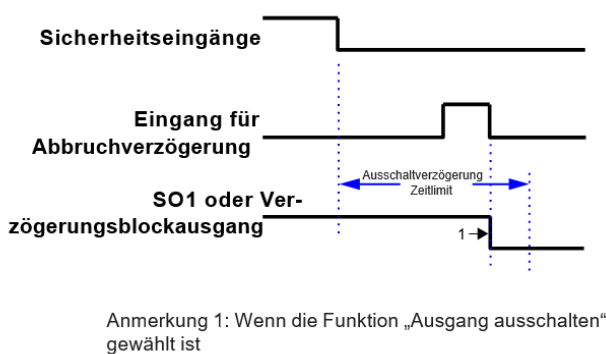 Sicherheitseingänge
Eingang für
Abbruchverzögerung
Ausschaltverzögerung
Zeitlimit
SO1 oder Ver-
zögerungsblockausgang
1
Anmerkung 1: Wenn die Funktion „Ausgang ausschalten“
gewählt ist